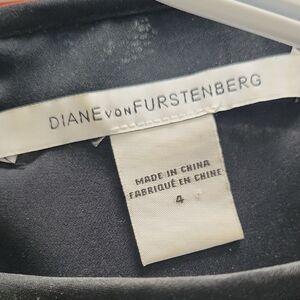 DIANE VON FURSTENBERG
MADE IN CHINA
FABRIQUÉ EN CHINE
4